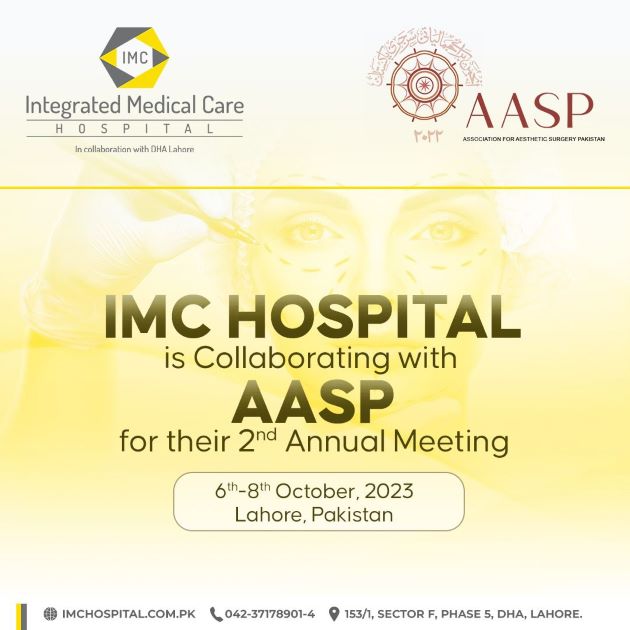 IMC
Integrated Medical Care
HOSPITAL
In collaboration with DHA Lahore
۲۰۲۲
AASP
ASSOCIATION FOR AESTHETIC SURGERY PAKISTAN
IMC HOSPITAL
is Collaborating with
AASP
for their 2nd Annual Meeting
6th-8th October, 2023
Lahore, Pakistan
IMCHOSPITAL.COM.PK
042-37178901-4
153/1, SECTOR F, PHASE 5, DHA, LAHORE.